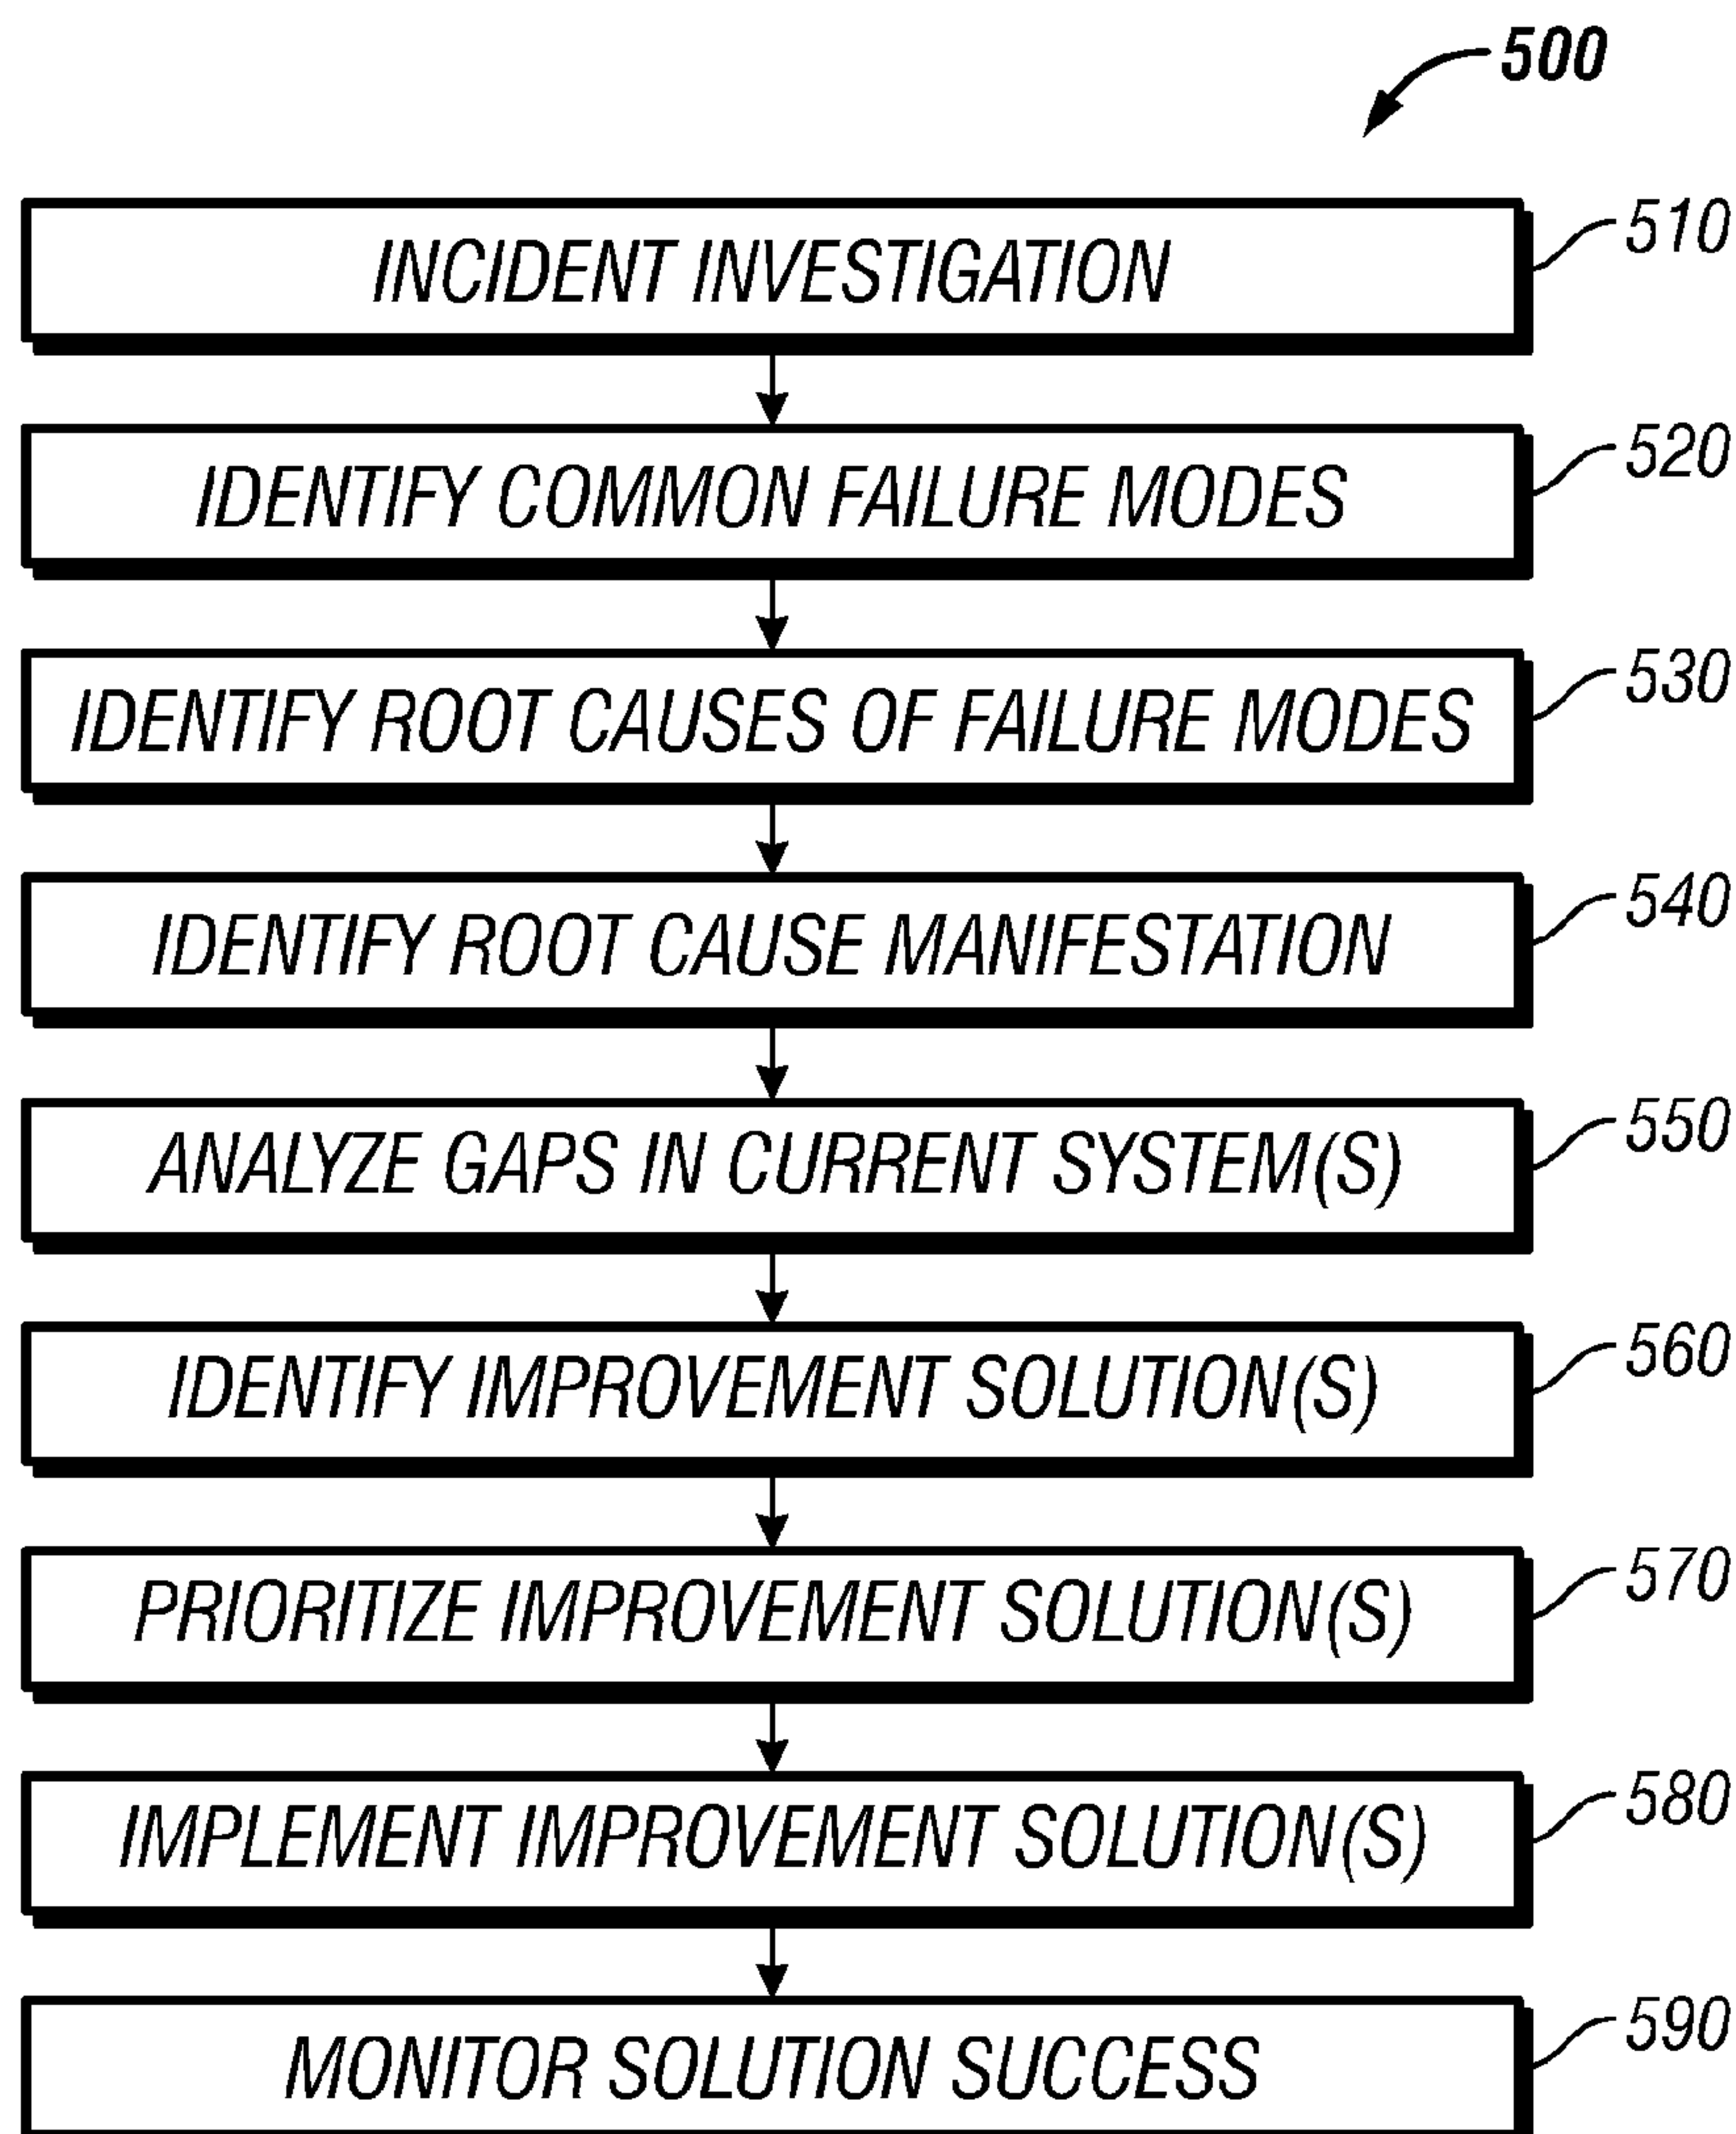 500
INCIDENT INVESTIGATION 510
IDENTIFY COMMON FAILURE MODES 520
IDENTIFY ROOT CAUSES OF FAILURE MODES 530
IDENTIFY ROOT CAUSE MANIFESTATION 540
ANALYZE GAPS IN CURRENT SYSTEM(S) 550
IDENTIFY IMPROVEMENT SOLUTION(S) 560
PRIORITIZE IMPROVEMENT SOLUTION(S) 570
IMPLEMENT IMPROVEMENT SOLUTION(S) 580
MONITOR SOLUTION SUCCESS 590